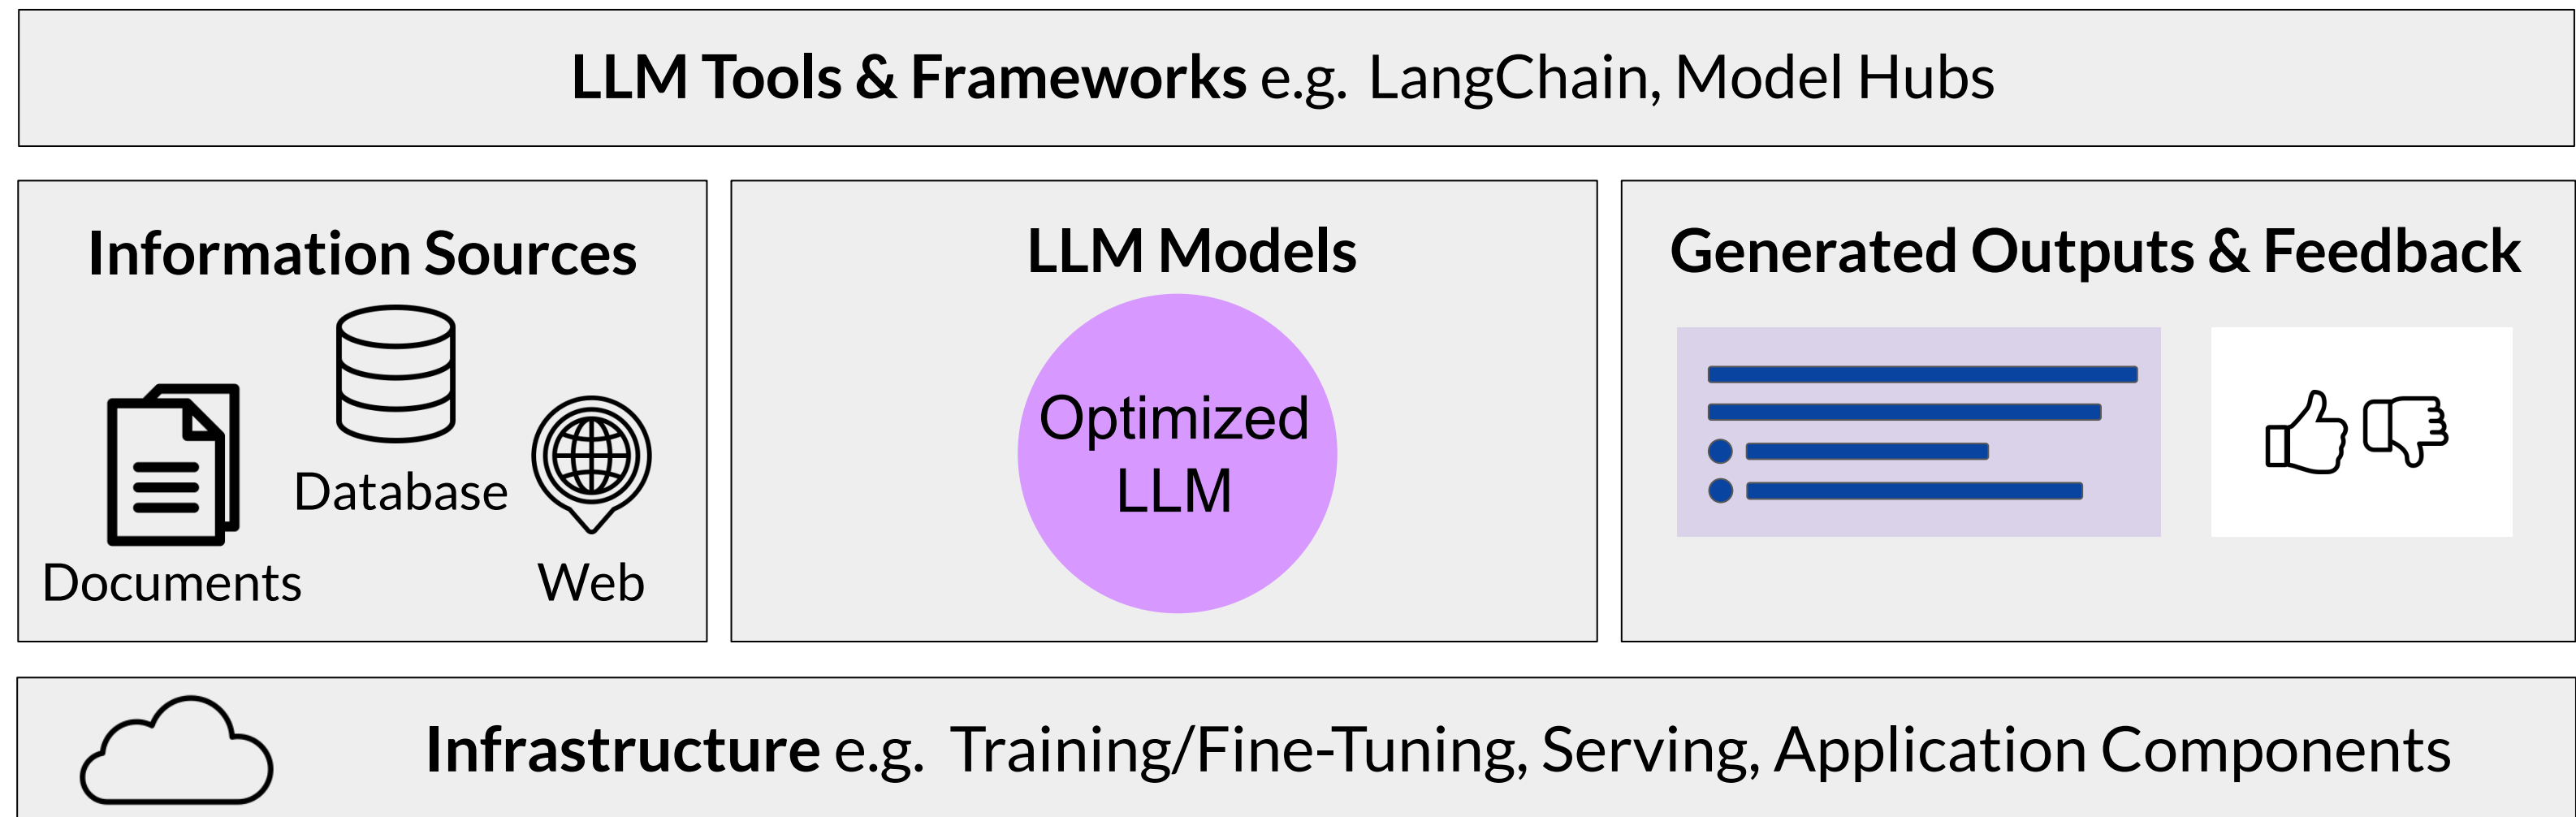 LLM Tools & Frameworks e.g. LangChain, Model Hubs
Information Sources
Database
Documents
Web
LLM Models
Optimized
LLM
Generated Outputs & Feedback
Infrastructure e.g. Training/Fine-Tuning, Serving, Application Components